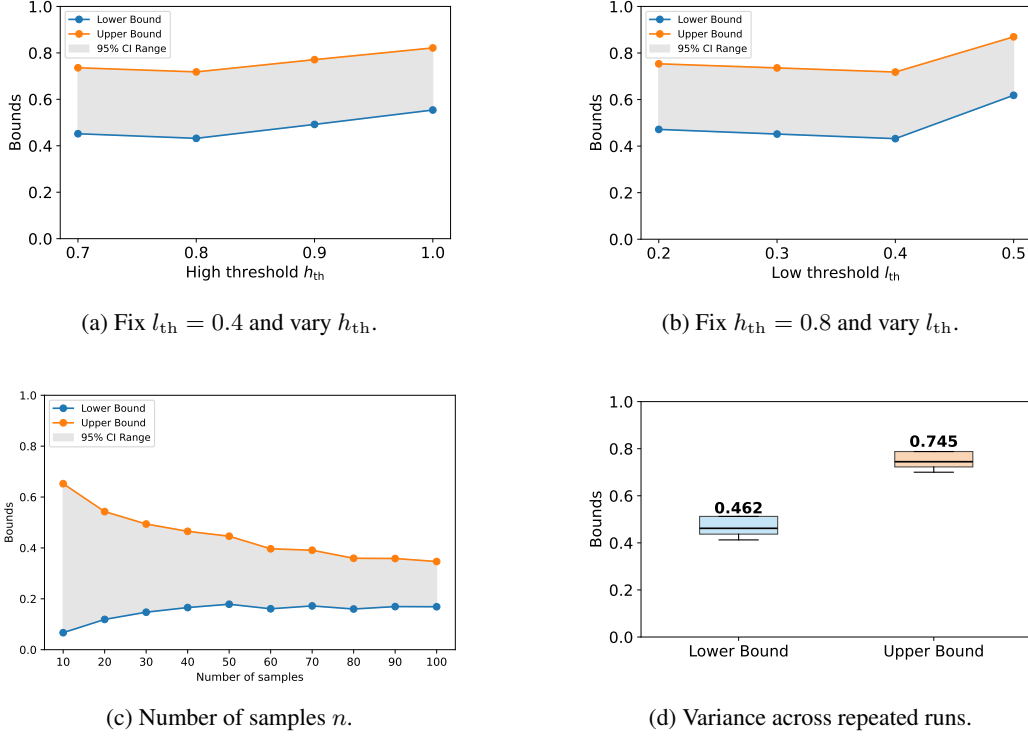 Lower Bound
Upper Bound
95% CI Range
1.0
0.8
0.6
0.4
0.2
0.0
Bounds
0.7 0.8 0.9 1.0
High threshold h_th
(a) Fix l_th = 0.4 and vary h_th.
Lower Bound
Upper Bound
95% CI Range
1.0
0.8
0.6
0.4
0.2
0.0
Bounds
0.2 0.3 0.4 0.5
Low threshold l_th
(b) Fix h_th = 0.8 and vary l_th.
Lower Bound
Upper Bound
95% CI Range
1.0
0.8
0.6
0.4
0.2
0.0
Bounds
10 20 30 40 50 60 70 80 90 100
Number of samples
(c) Number of samples n.
1.0
0.8
0.6
0.4
0.2
0.0
Bounds
0.462
0.745
Lower Bound Upper Bound
(d) Variance across repeated runs.